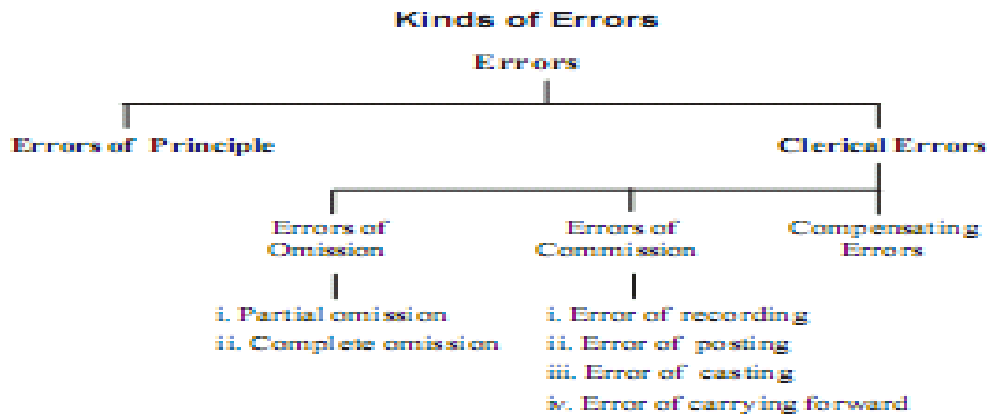 Kinds of Errors
Errors
Errors of Principle
Clerical Errors
Errors of
Omission
Errors of
Commission
Compensating
Errors
i. Partial omission
ii. Complete omission
i. Error of recording
ii. Error of posting
iii. Error of casting
iv. Error of carrying forward